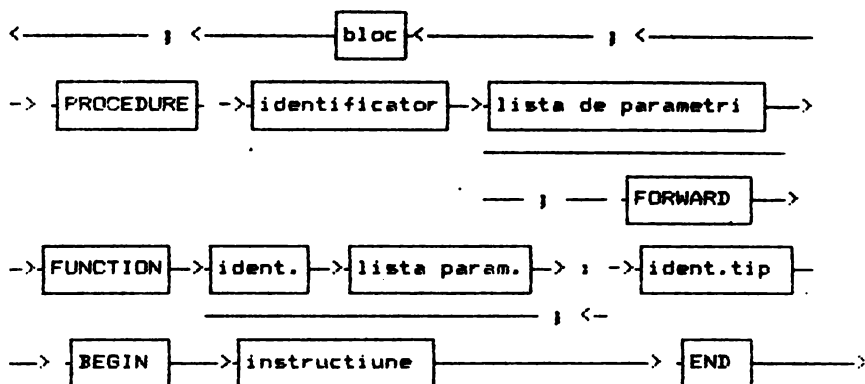 <———— ; <———— bloc <———— ; <————
-> PROCEDURE -> identificator —> lista de parametri —>
— ; — FORWARD —>
-> FUNCTION —> ident. —> lista param. —> : -> ident.tip —
———— ; <-
—> BEGIN —> instructiune ————> END ————>